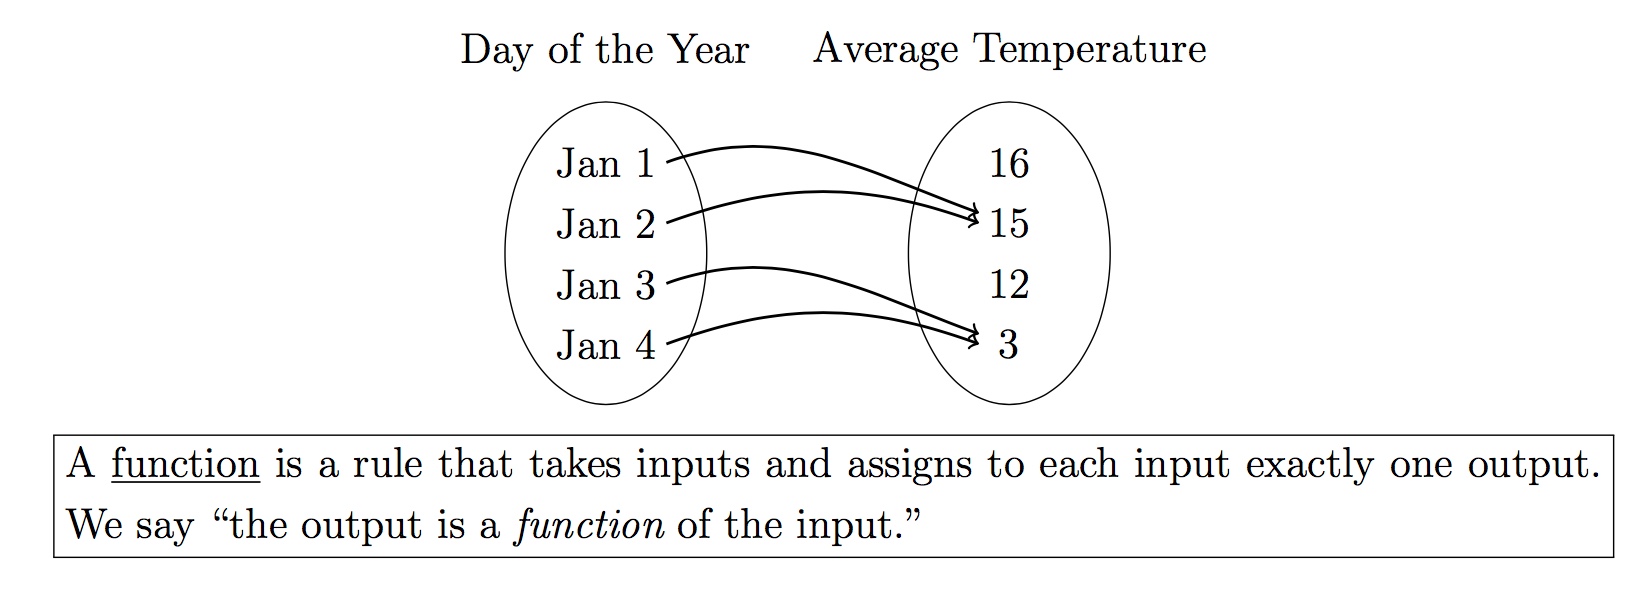 Day of the Year Average Temperature
Jan 1 16
Jan 2 15
Jan 3 12
Jan 4 3
A function is a rule that takes inputs and assigns to each input exactly one output.
We say “the output is a function of the input.”